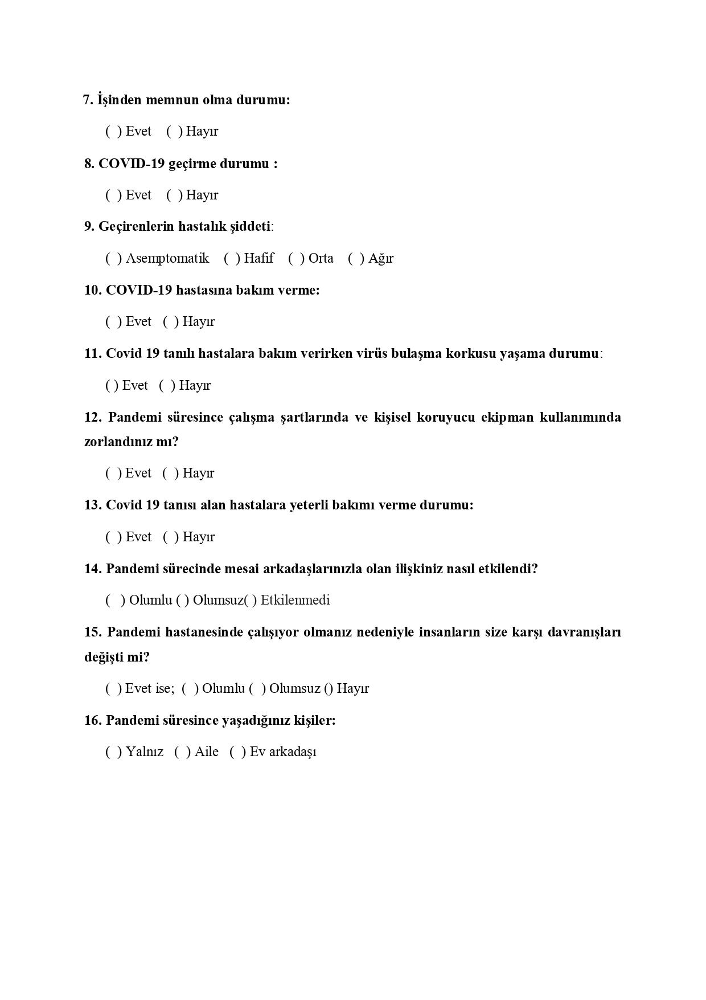 7. İşinden memnun olma durumu:
(  ) Evet    (  ) Hayır
8. COVID-19 geçirme durumu :
(  ) Evet    (  ) Hayır
9. Geçirenlerin hastalık şiddeti:
(  ) Asemptomatik    (  ) Hafif    (  ) Orta    (  ) Ağır
10. COVID-19 hastasına bakım verme:
(  ) Evet   (  ) Hayır
11. Covid 19 tanılı hastalara bakım verirken virüs bulaşma korkusu yaşama durumu:
( ) Evet   (  ) Hayır
12. Pandemi süresince çalışma şartlarında ve kişisel koruyucu ekipman kullanımında
zorlandınız mı?
(  ) Evet   (  ) Hayır
13. Covid 19 tanısı alan hastalara yeterli bakımı verme durumu:
(  ) Evet   (  ) Hayır
14. Pandemi sürecinde mesai arkadaşlarınızla olan ilişkiniz nasıl etkilendi?
(   ) Olumlu ( ) Olumsuz( ) Etkilenmedi
15. Pandemi hastanesinde çalışıyor olmanız nedeniyle insanların size karşı davranışları
değişti mi?
(  ) Evet ise;  (  ) Olumlu (  ) Olumsuz () Hayır
16. Pandemi süresince yaşadığınız kişiler:
(  ) Yalnız   (  ) Aile   (  ) Ev arkadaşı